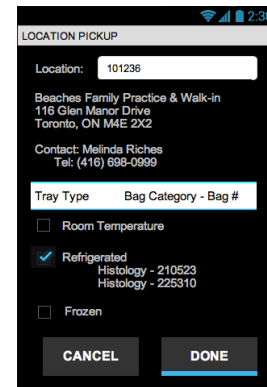 2:30
LOCATION PICKUP
Location: 101236
Beaches Family Practice & Walk-in
116 Glen Manor Drive
Toronto, ON M4E 2X2
Contact: Melinda Riches
Tel: (416) 698-0999
Tray Type Bag Category - Bag #
Room Temperature
Refrigerated
Histology - 210523
Histology - 225310
Frozen
CANCEL DONE